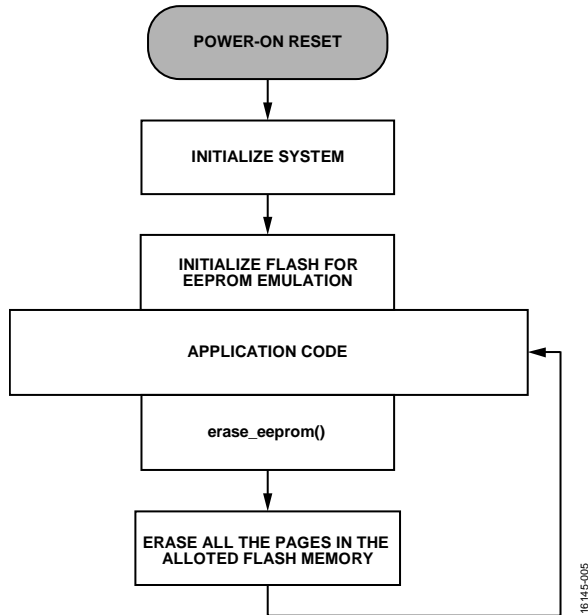 POWER-ON RESET
INITIALIZE SYSTEM
INITIALIZE FLASH FOR
EEPROM EMULATION
APPLICATION CODE
erase_eeprom()
ERASE ALL THE PAGES IN THE
ALLOTED FLASH MEMORY
16145-005